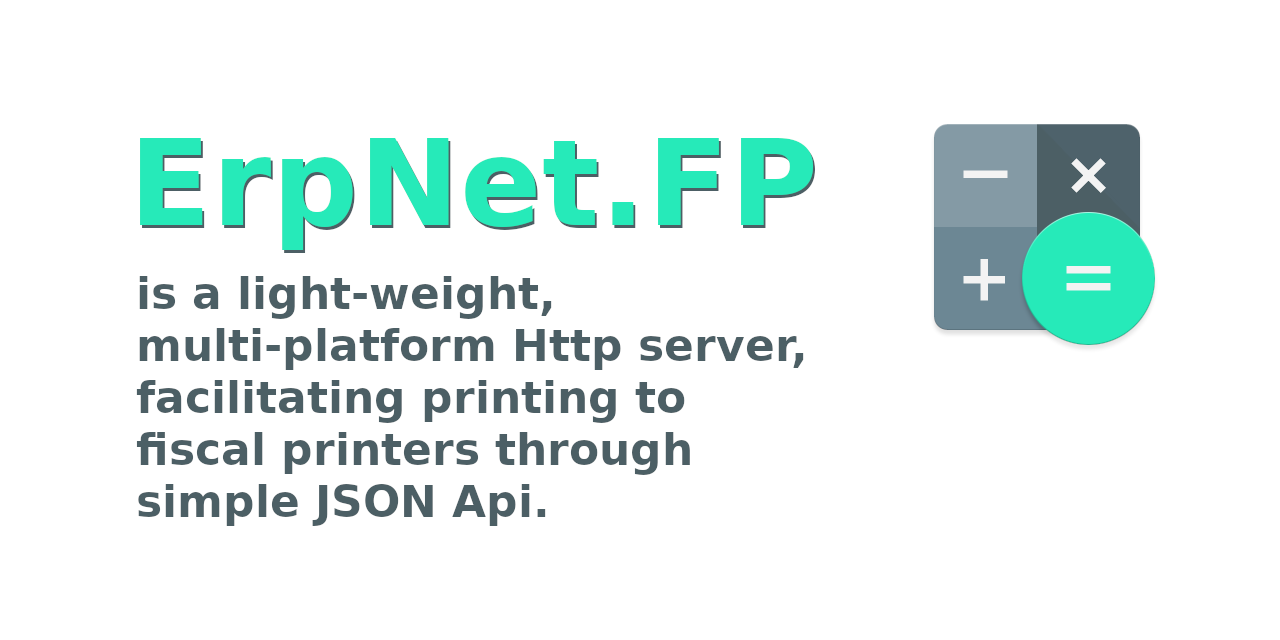 ErpNet.FP
is a light-weight,
multi-platform Http server,
facilitating printing to
fiscal printers through
simple JSON Api.
− ×
+ =